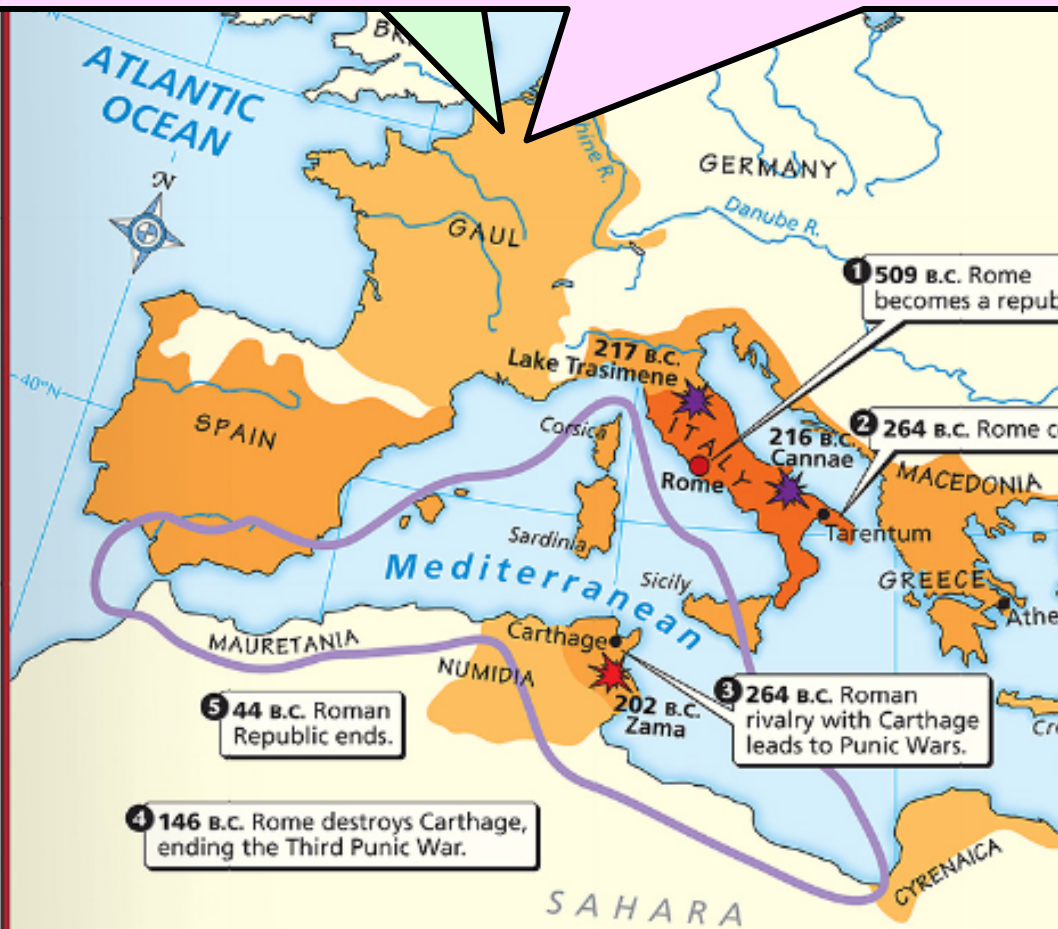 ATLANTIC
OCEAN
N
GERMANY
Danube R.
GAUL
1 509 B.C. Rome
becomes a
217 B.C.
Lake Trasimene
40°N
SPAIN
Corsica
ITALY
Rome
216 B.C.
Cannae
2 264 B.C. Rome
MACEDONIA
Tarentum
Sardinia
Mediterranean
Sicily
GREECE
MAURETANIA
Carthage
NUMIDIA
202 B.C.
Zama
3 264 B.C. Roman
rivalry with Carthage
leads to Punic Wars.
5 44 B.C. Roman
Republic ends.
4 146 B.C. Rome destroys Carthage,
ending the Third Punic War.
CYRENAICA
SAHARA